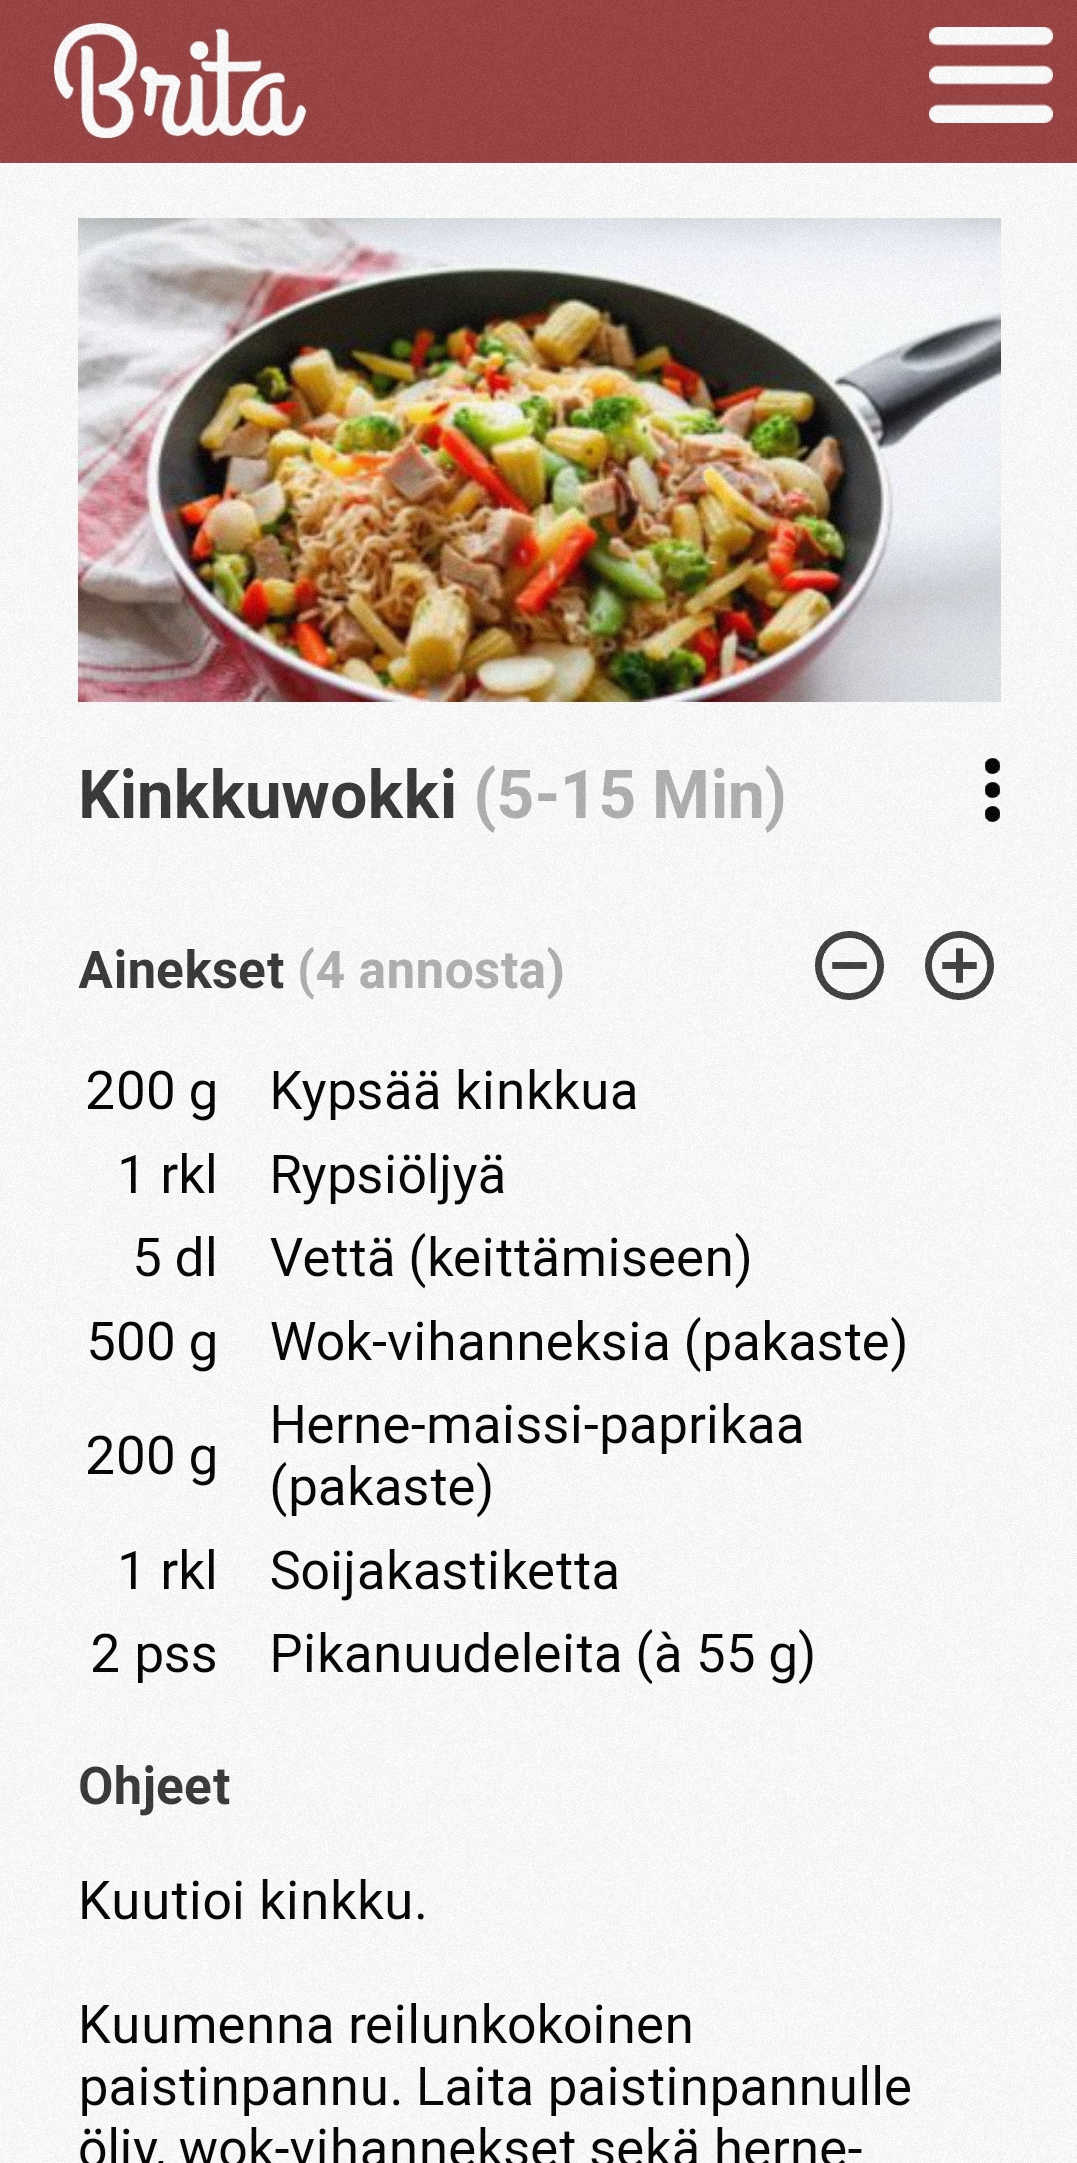 Brita
Kinkkuwokki (5-15 Min)
Ainekset (4 annosta)
200 g Kypsää kinkkua
1 rkl Rypsiöljyä
5 dl Vettä (keittämiseen)
500 g Wok-vihanneksia (pakaste)
200 g Herne-maissi-paprikaa
(pakaste)
1 rkl Soijakastiketta
2 pss Pikanuudeleita (à 55 g)
Ohjeet
Kuutioi kinkku.
Kuumenna reilunkokoinen
paistinpannu. Laita paistinpannulle
öljy, wok-vihannekset sekä herne-